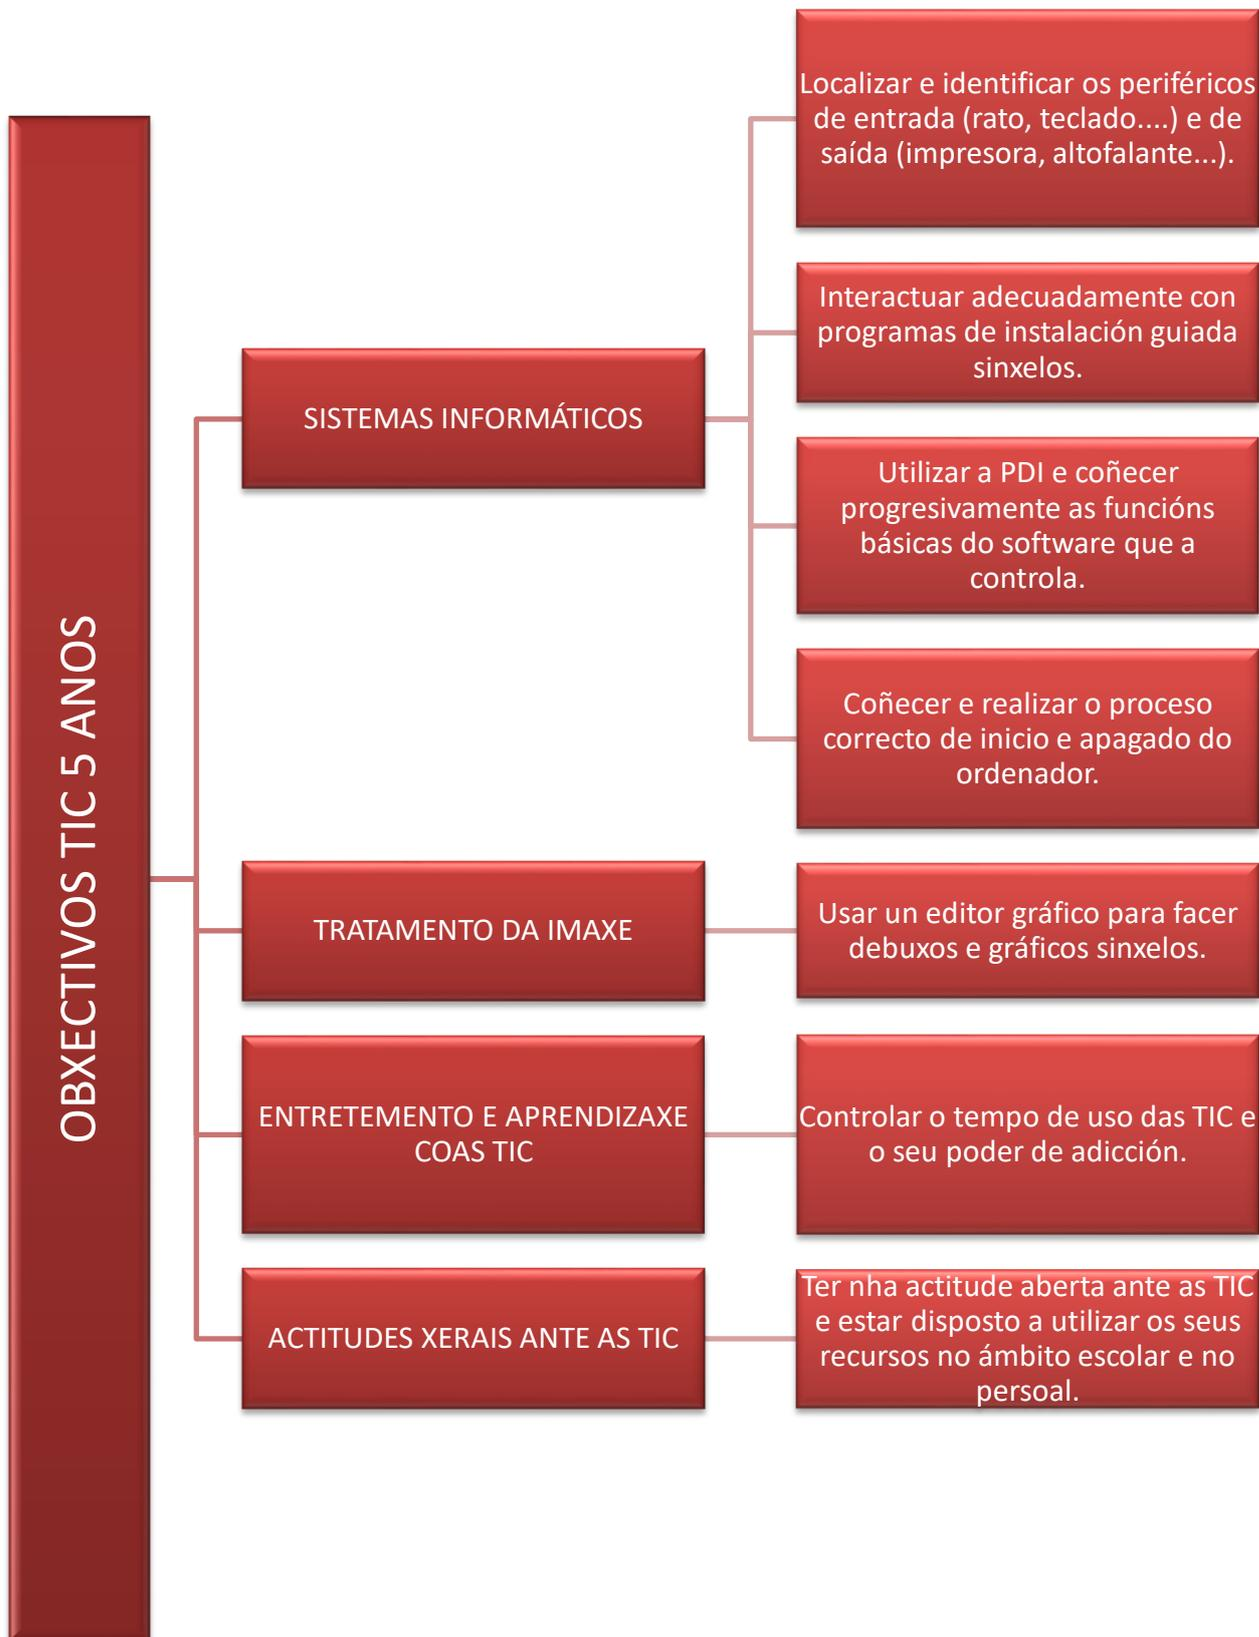 OBXECTIVOS TIC 5 ANOS
SISTEMAS INFORMÁTICOS
Localizar e identificar os periféricos
de entrada (rato, teclado....) e de
saída (impresora, altofalante...).
Interactuar adecuadamente con
programas de instalación guiada
sinxelos.
Utilizar a PDI e coñecer
progresivamente as funcións
básicas do software que a
controla.
Coñecer e realizar o proceso
correcto de inicio e apagado do
ordenador.
TRATAMENTO DA IMAXE
Usar un editor gráfico para facer
debuxos e gráficos sinxelos.
ENTRETEMENTO E APRENDIZAXE
COAS TIC
Controlar o tempo de uso das TIC e
o seu poder de adicción.
ACTITUDES XERAIS ANTE AS TIC
Ter nha actitude aberta ante as TIC
e estar disposto a utilizar os seus
recursos no ámbito escolar e no
persoal.